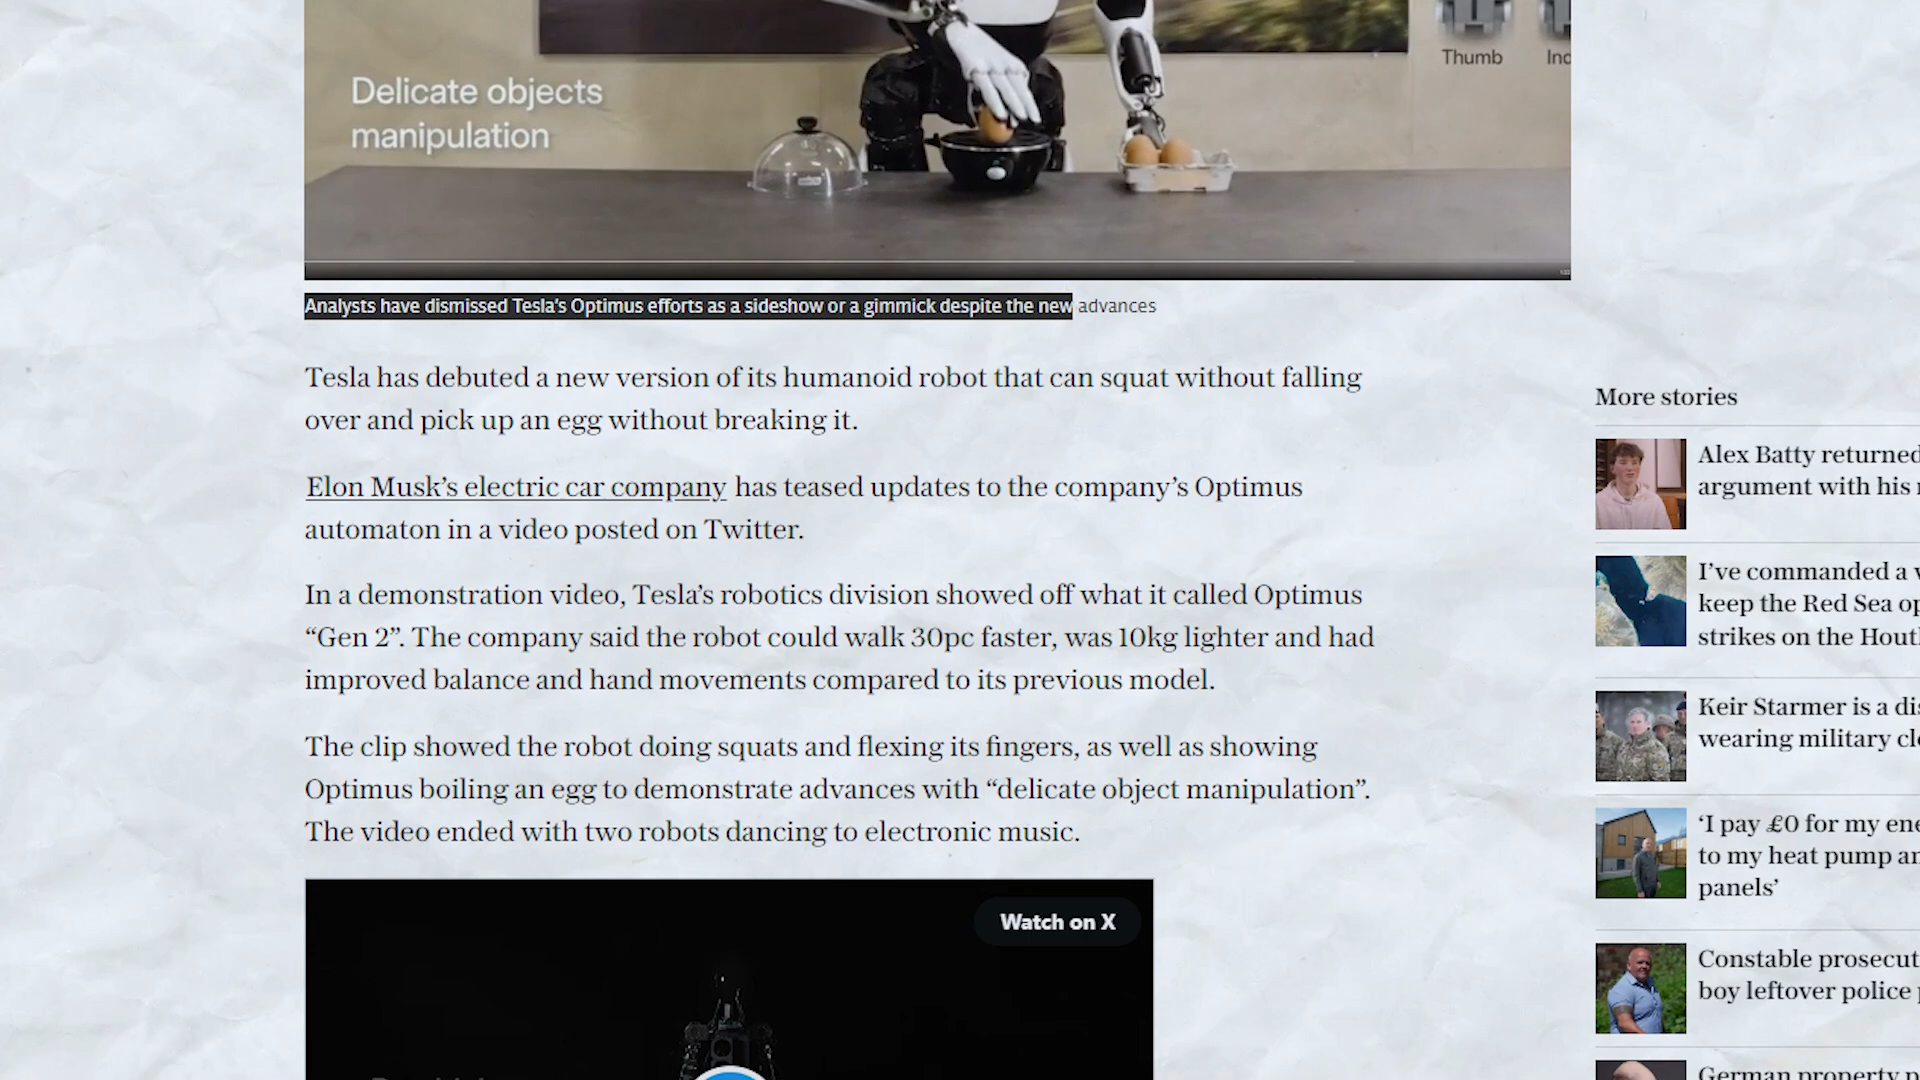 Delicate objects
manipulation
Thumb
Analysts have dismissed Tesla's Optimus efforts as a sideshow or a gimmick despite the new advances
Tesla has debuted a new version of its humanoid robot that can squat without falling
over and pick up an egg without breaking it.
Elon Musk’s electric car company has teased updates to the company’s Optimus
automaton in a video posted on Twitter.
In a demonstration video, Tesla’s robotics division showed off what it called Optimus
“Gen 2”. The company said the robot could walk 30pc faster, was 10kg lighter and had
improved balance and hand movements compared to its previous model.
The clip showed the robot doing squats and flexing its fingers, as well as showing
Optimus boiling an egg to demonstrate advances with “delicate object manipulation”.
The video ended with two robots dancing to electronic music.
Watch on X
More stories
Alex Batty returned
argument with his
I’ve commanded a
keep the Red Sea
strikes on the
Keir Starmer is a
wearing military
‘I pay £0 for my
to my heat pump
panels’
Constable
boy leftover police
German property